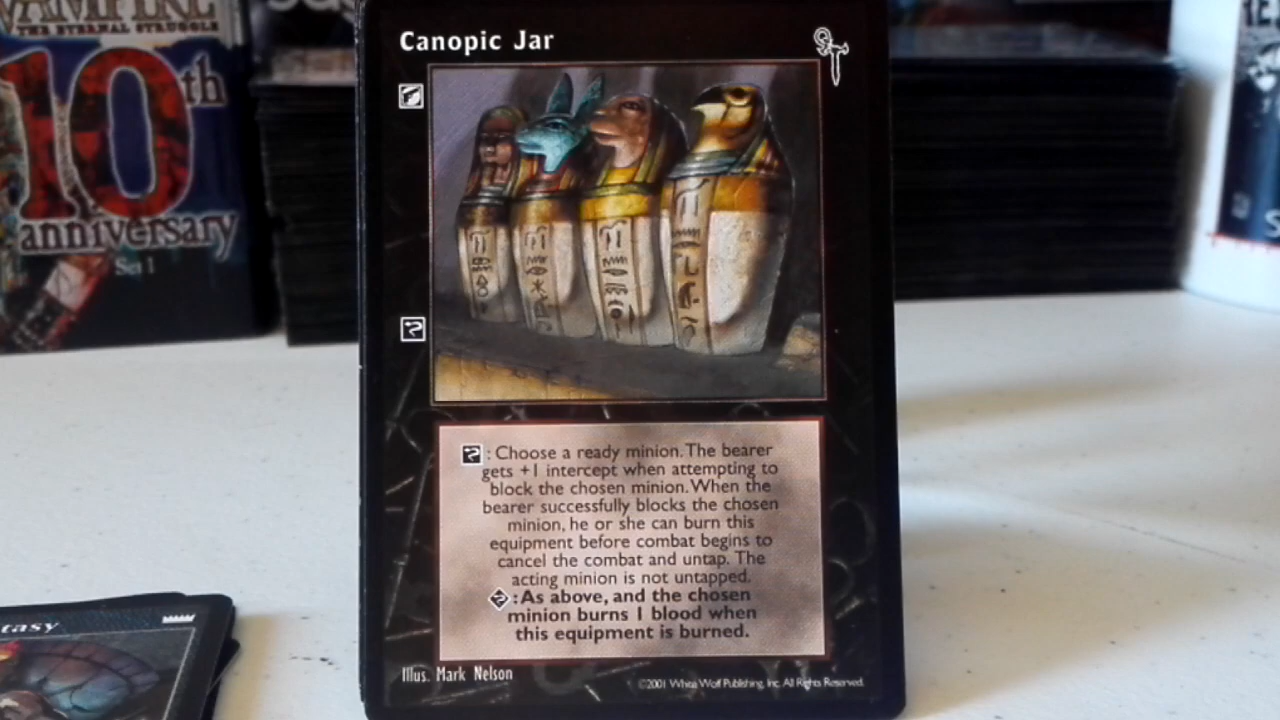 VAMPIRE
THE ETERNAL STRUGGLE
10th
anniversary
Set 1
Canopic Jar
: Choose a ready minion. The bearer
gets +1 intercept when attempting to
block the chosen minion. When the
bearer successfully blocks the chosen
minion, he or she can burn this
equipment before combat begins to
cancel the combat and untap. The
acting minion is not untapped.
: As above, and the chosen
minion burns 1 blood when
this equipment is burned.
Illus. Mark Nelson
©2001 White Wolf Publishing, Inc. All Rights Reserved.
tasy